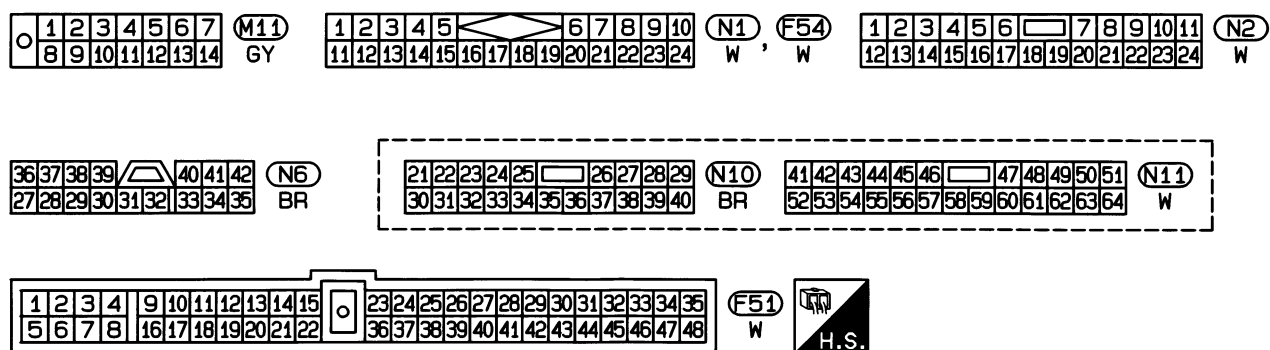 1 2 3 4 5 6 7 M11
8 9 10 11 12 13 14 GY
1 2 3 4 5 6 7 8 9 10 N1 , F54
11 12 13 14 15 16 17 18 19 20 21 22 23 24 W W
1 2 3 4 5 6 7 8 9 10 11 N2
12 13 14 15 16 17 18 19 20 21 22 23 24 W
36 37 38 39 40 41 42 N6
27 28 29 30 31 32 33 34 35 BR
21 22 23 24 25 26 27 28 29 N10
30 31 32 33 34 35 36 37 38 39 40 BR
41 42 43 44 45 46 47 48 49 50 51 N11
52 53 54 55 56 57 58 59 60 61 62 63 64 W
1 2 3 4 9 10 11 12 13 14 15 23 24 25 26 27 28 29 30 31 32 33 34 35 F51
5 6 7 8 16 17 18 19 20 21 22 36 37 38 39 40 41 42 43 44 45 46 47 48 W
H.S.